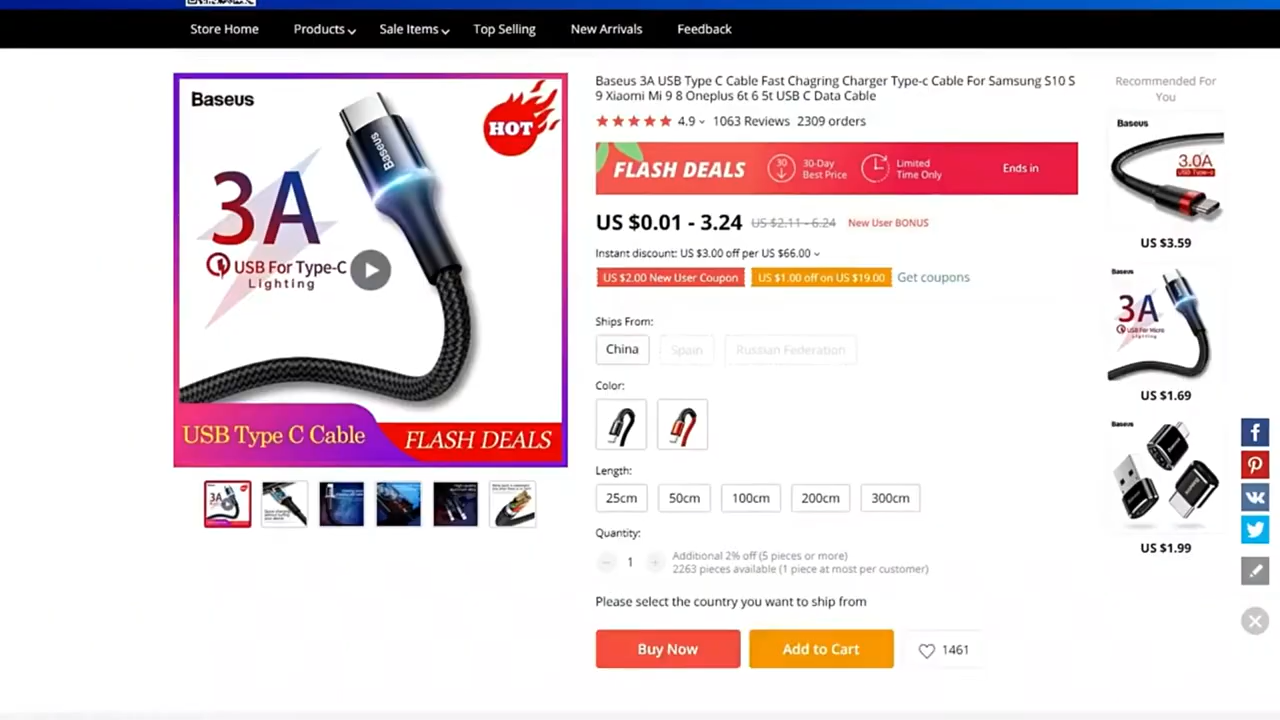 Store Home
Products
Sale Items
Top Selling
New Arrivals
Feedback
Baseus
HOT
Baseus
3A
USB For Type-C
Lighting
USB Type C Cable
FLASH DEALS
Baseus 3A USB Type C Cable Fast Chagring Charger Type-c Cable For Samsung S10 S
9 Xiaomi Mi 9 8 Oneplus 6t 6 5t USB C Data Cable
4.9 1063 Reviews 2309 orders
FLASH DEALS
30
30-Day
Best Price
Limited
Time Only
Ends in
US $0.01 - 3.24 US $2.11 - 6.24 New User BONUS
Instant discount: US $3.00 off per US $66.00
US $2.00 New User Coupon
US $1.00 off on US $19.00
Get coupons
Ships From:
China
Spain
Russian Federation
Color:
Length:
25cm
50cm
100cm
200cm
300cm
Quantity:
1
Additional 2% off (5 pieces or more)
2263 pieces available (1 piece at most per customer)
Please select the country you want to ship from
Buy Now
Add to Cart
1461
Recommended For
You
Baseus
3.0A
USB Type-c
US $3.59
Baseus
3A
USB For Micro
Lighting
US $1.69
Baseus
US $1.99